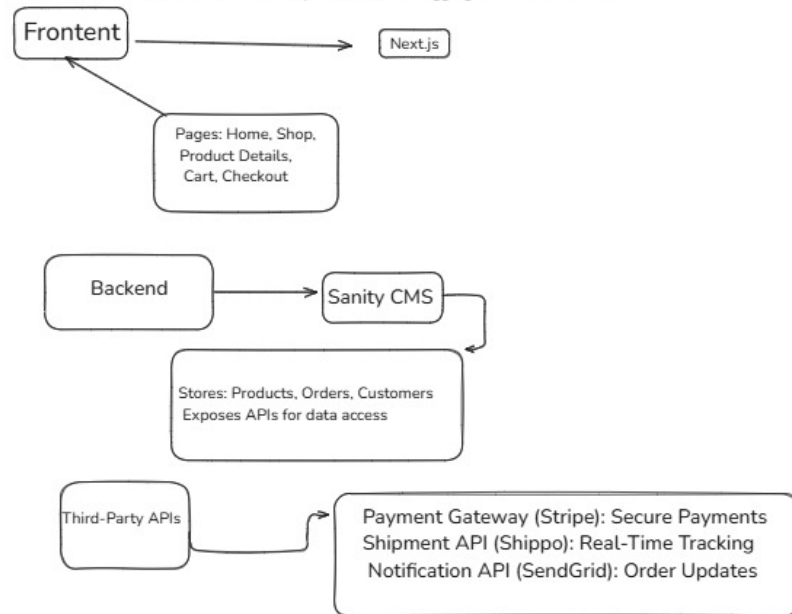 Frontent
Next.js
Pages: Home, Shop,
Product Details,
Cart, Checkout
Backend
Sanity CMS
Stores: Products, Orders, Customers
Exposes APIs for data access
Third-Party APIs
Payment Gateway (Stripe): Secure Payments
Shipment API (Shippo): Real-Time Tracking
Notification API (SendGrid): Order Updates